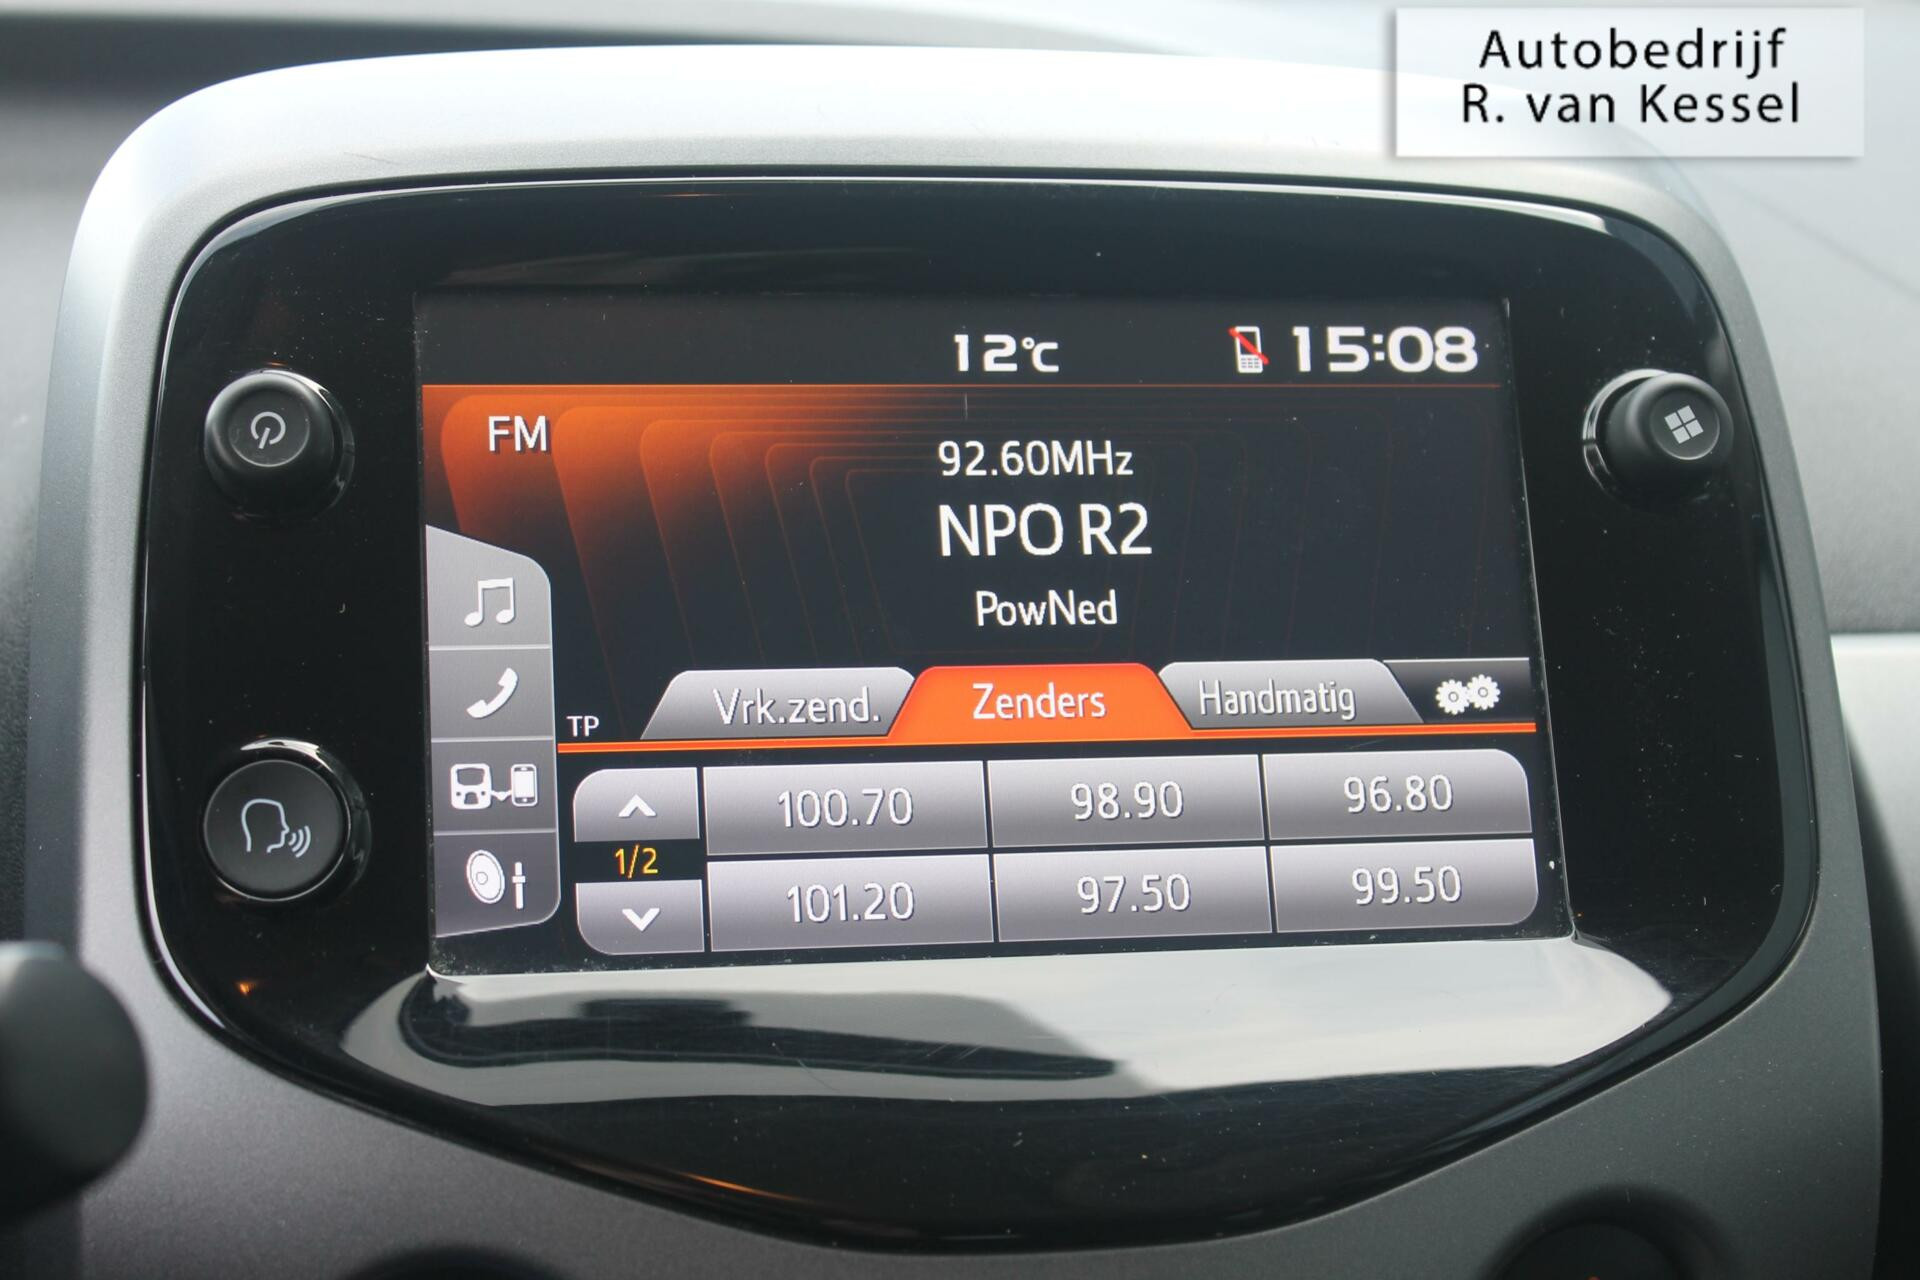 Autobedrijf
R. van Kessel
12°C 15:08
FM
92.60MHz
NPO R2
PowNed
TP Vrk.zend. Zenders Handmatig
100.70 98.90 96.80
1/2
101.20 97.50 99.50